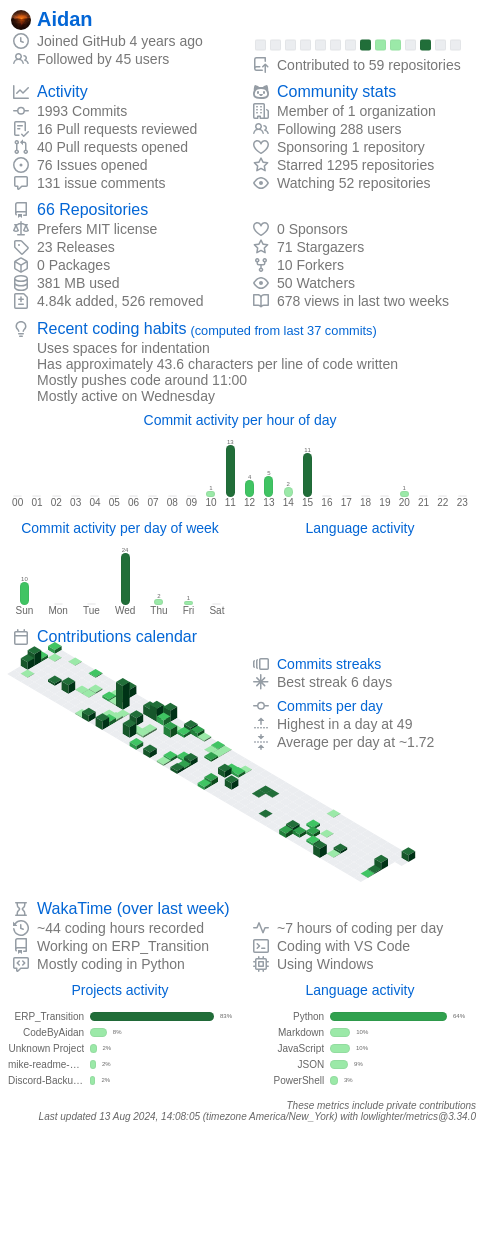 Aidan
Joined GitHub 4 years ago
Followed by 45 users
Contributed to 59 repositories
Activity
1993 Commits
16 Pull requests reviewed
40 Pull requests opened
76 Issues opened
131 issue comments
Community stats
Member of 1 organization
Following 288 users
Sponsoring 1 repository
Starred 1295 repositories
Watching 52 repositories
66 Repositories
Prefers MIT license
23 Releases
0 Packages
381 MB used
4.84k added, 526 removed
0 Sponsors
71 Stargazers
10 Forkers
50 Watchers
678 views in last two weeks
Recent coding habits (computed from last 37 commits)
Uses spaces for indentation
Has approximately 43.6 characters per line of code written
Mostly pushes code around 11:00
Mostly active on Wednesday
Commit activity per hour of day
1 13 4 5 2 11 1
00 01 02 03 04 05 06 07 08 09 10 11 12 13 14 15 16 17 18 19 20 21 22 23
Commit activity per day of week
10 24 2 1
Sun Mon Tue Wed Thu Fri Sat
Language activity
Contributions calendar
Commits streaks
Best streak 6 days
Commits per day
Highest in a day at 49
Average per day at ~1.72
WakaTime (over last week)
~44 coding hours recorded
Working on ERP_Transition
Mostly coding in Python
~7 hours of coding per day
Coding with VS Code
Using Windows
Projects activity
ERP_Transition 83%
CodeByAidan 8%
Unknown Project 2%
mike-readme-... 2%
Discord-Backu... 2%
Language activity
Python 64%
Markdown 10%
JavaScript 10%
JSON 9%
PowerShell 3%
These metrics include private contributions
Last updated 13 Aug 2024, 14:08:05 (timezone America/New_York) with lowlighter/metrics@3.34.0